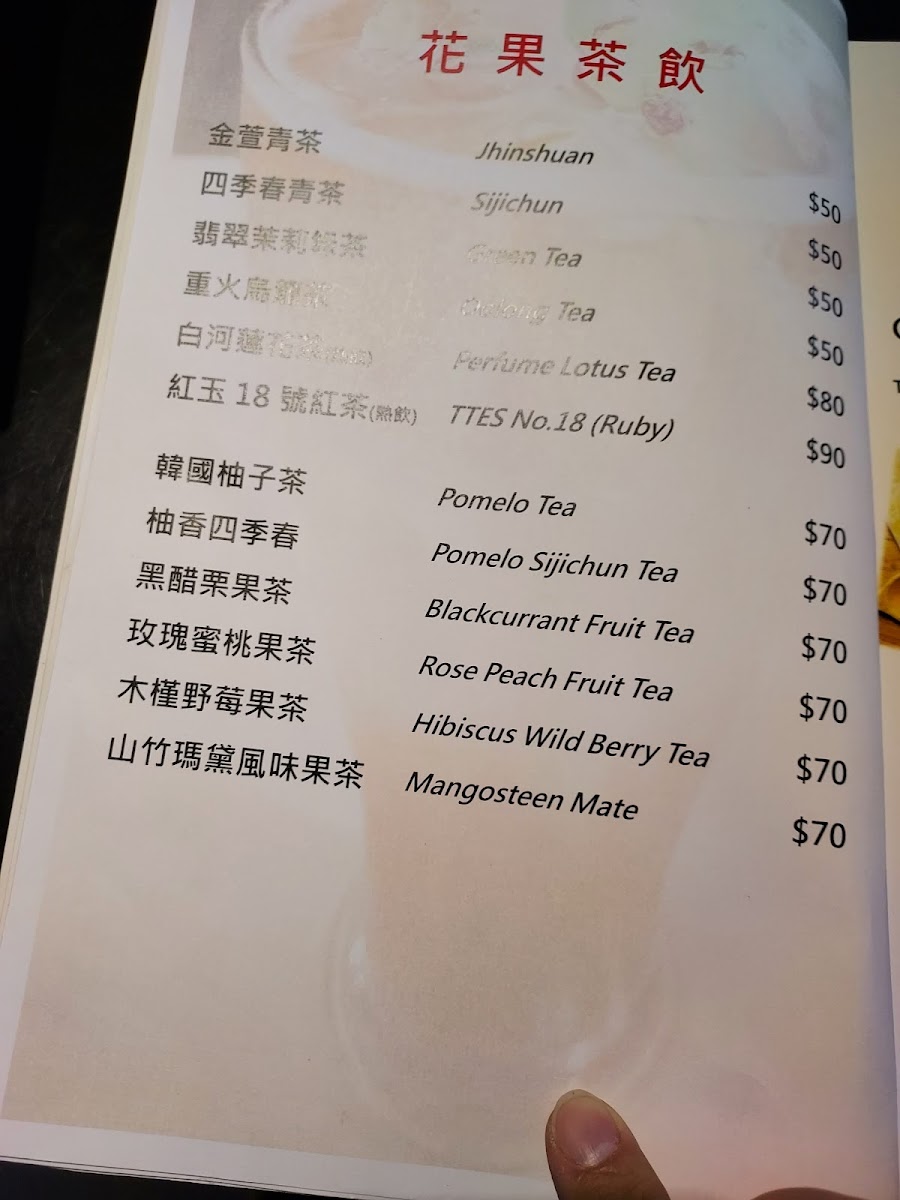 花果茶飲
金萱青茶 Jhinshuan $50
四季春青茶 Sijichun $50
翡翠茉莉綠茶 Green Tea $50
重火烏龍茶 Oolong Tea $50
白河蓮花茶 Perfume Lotus Tea $80
紅玉 18 號紅茶(熱飲) TTES No.18 (Ruby) $90
韓國柚子茶 Pomelo Tea $70
柚香四季春 Pomelo Sijichun Tea $70
黑醋栗果茶 Blackcurrant Fruit Tea $70
玫瑰蜜桃果茶 Rose Peach Fruit Tea $70
木槿野莓果茶 Hibiscus Wild Berry Tea $70
山竹瑪黛風味果茶 Mangosteen Mate $70